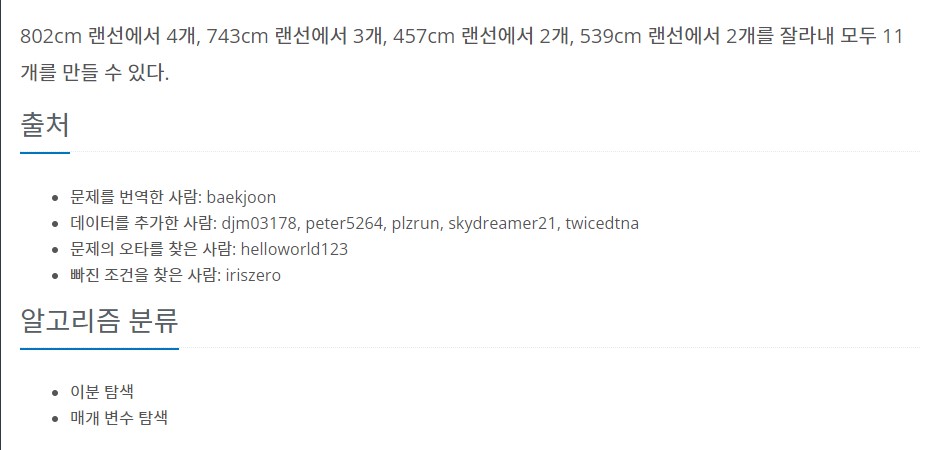 802cm 랜선에서 4개, 743cm 랜선에서 3개, 457cm 랜선에서 2개, 539cm 랜선에서 2개를 잘라내 모두 11
개를 만들 수 있다.
출처
문제를 번역한 사람: baekjoon
데이터를 추가한 사람: djm03178, peter5264, plzrun, skydreamer21, twicedtna
문제의 오타를 찾은 사람: helloworld123
빠진 조건을 찾은 사람: iriszero
알고리즘 분류
이분 탐색
매개 변수 탐색